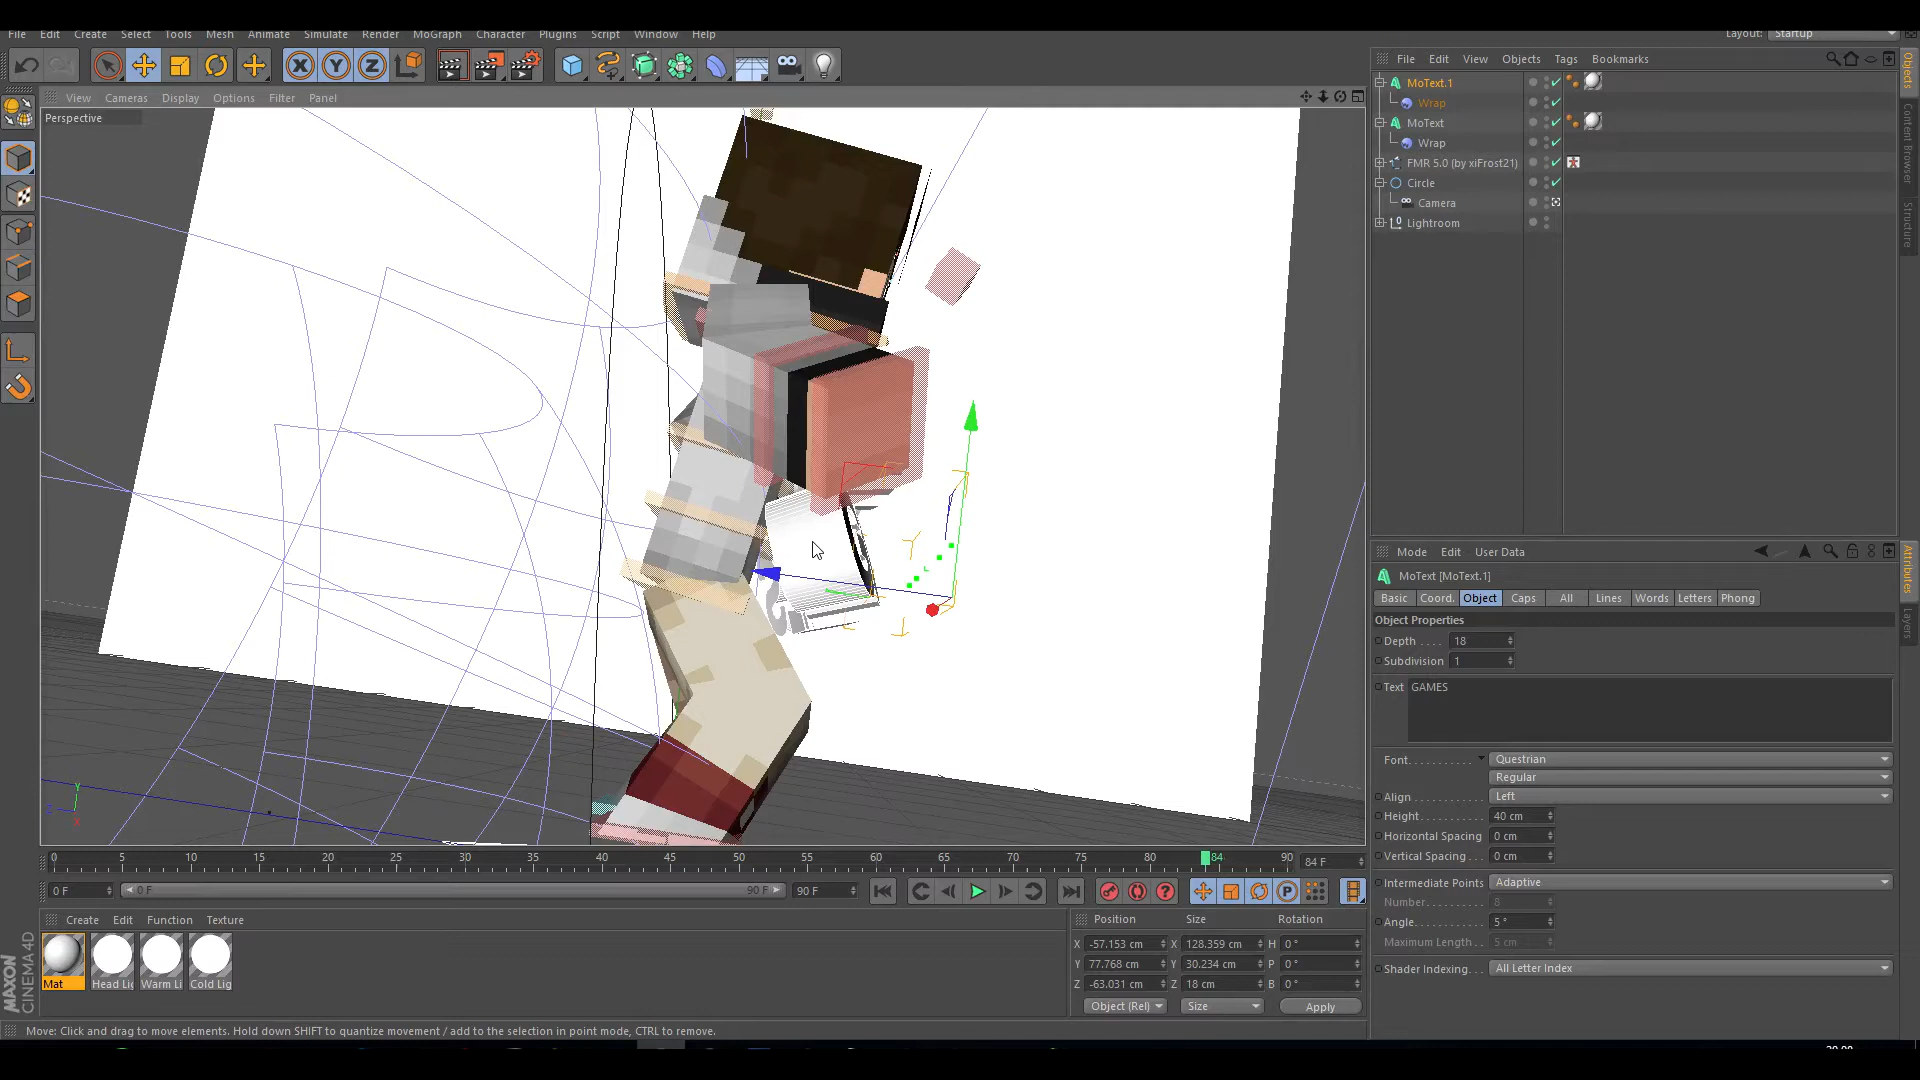 File Edit Create Select Tools Mesh Animate Simulate Render MoGraph Character Plugins Script Window Help
Layout: Startup
View Cameras Display Options Filter Panel
Perspective
File Edit View Objects Tags Bookmarks
MoText.1
Wrap
MoText
Wrap
FMR 5.0 (by xiFrost21)
Circle
Camera
Lightroom
Objects
Content Browser
Structure
Mode Edit User Data
MoText [MoText.1]
Basic Coord. Object Caps All Lines Words Letters Phong
Object Properties
Depth 18
Subdivision 1
Text GAMES
Font Questrian
Regular
Align Left
Height 40 cm
Horizontal Spacing 0 cm
Vertical Spacing 0 cm
Intermediate Points Adaptive
Number 8
Angle 5 °
Maximum Length 5 cm
Shader Indexing All Letter Index
Attributes
Layers
0 5 10 15 20 25 30 35 40 45 50 55 60 65 70 75 80 84 90 84 F
0 F 0 F 90 F 90 F
Create Edit Function Texture
Mat Head Lig Warm Li Cold Lig
Position Size Rotation
X -57.153 cm X 128.359 cm H 0 °
Y 77.768 cm Y 30.234 cm P 0 °
Z -63.031 cm Z 18 cm B 0 °
Object (Rel) Size Apply
MAXON CINEMA 4D
Move: Click and drag to move elements. Hold down SHIFT to quantize movement / add to the selection in point mode, CTRL to remove.